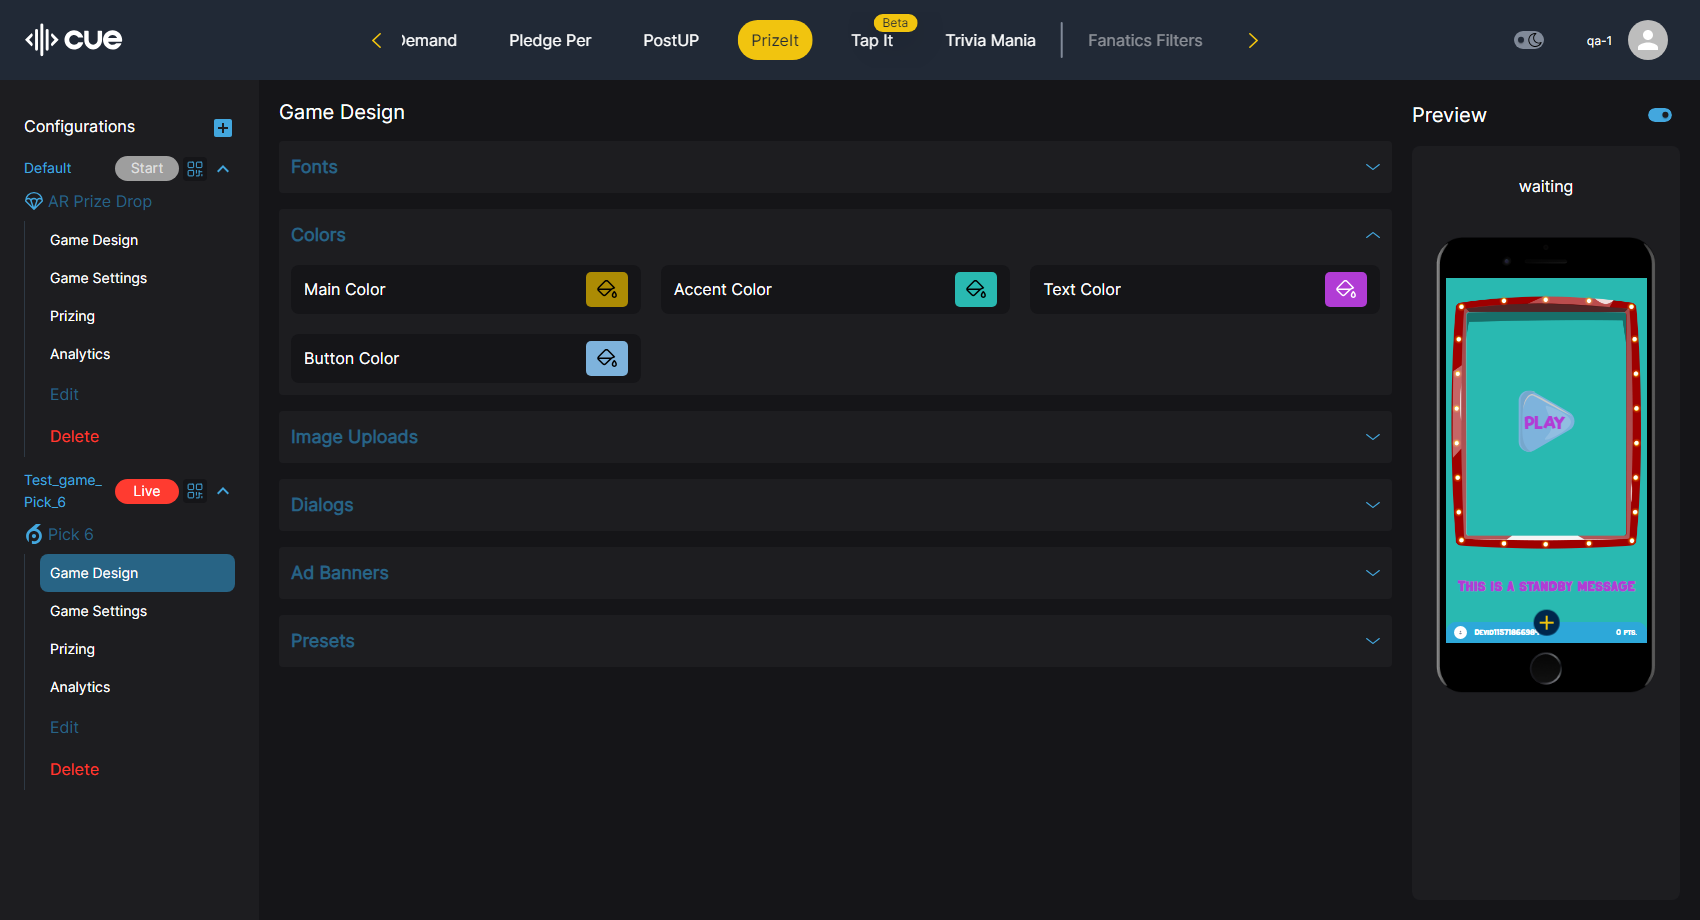 cue
Demand
Pledge Per
PostUP
PrizeIt
Beta
Tap It
Trivia Mania
Fanatics Filters
qa-1
Configurations
Default
Start
AR Prize Drop
Game Design
Game Settings
Prizing
Analytics
Edit
Delete
Test_game_
Pick_6
Live
Pick 6
Game Design
Game Settings
Prizing
Analytics
Edit
Delete
Game Design
Fonts
Colors
Main Color
Accent Color
Text Color
Button Color
Image Uploads
Dialogs
Ad Banners
Presets
Preview
waiting
PLAY
THIS IS A STANDBY MESSAGE
0 PTS.